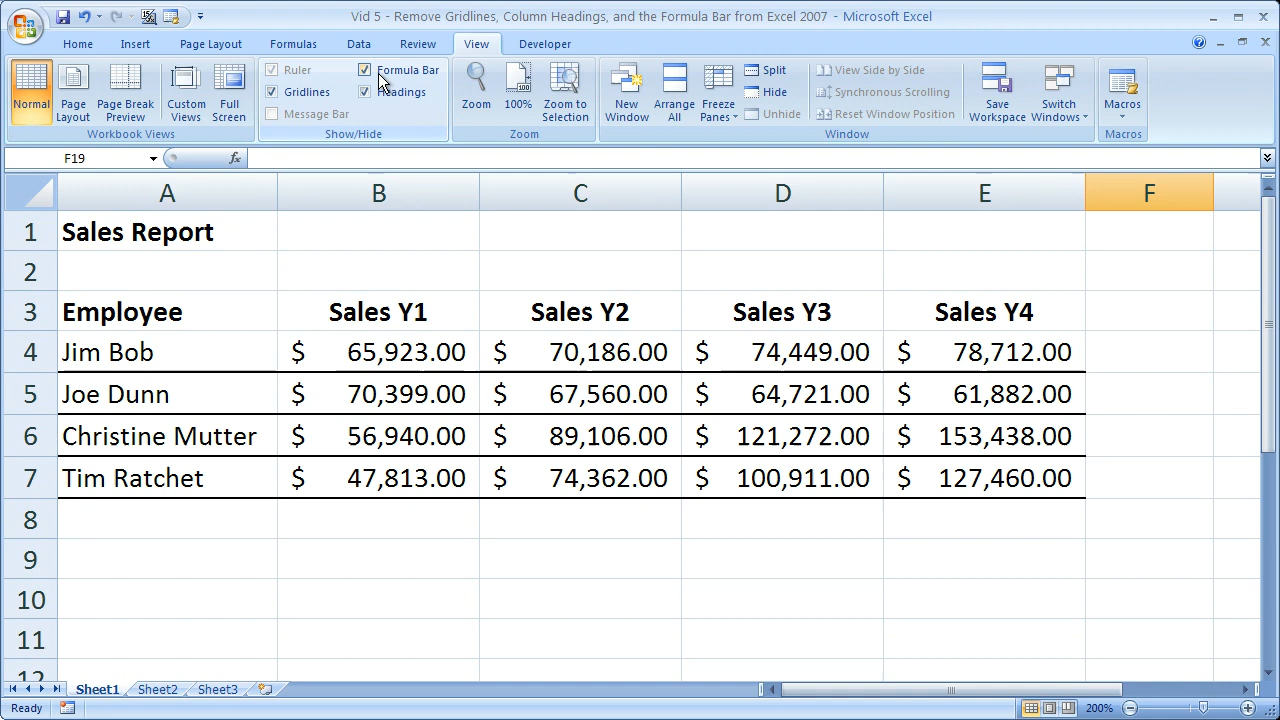 Vid 5 - Remove Gridlines, Column Headings, and the Formula B   From Excel 2007 - Microsoft Excel
Home Insert Page Layout Formulas Data Review View Developer
Ruler Formula Bar Split View Side by Side
Gridlines Headings Hide Synchronous Scrolling
Message Bar Unhide Reset Window Position
Normal Page Layout Page Break Preview Custom Views Full Screen Zoom 100% Zoom to Selection New Window Arrange All Freeze Panes Save Workspace Switch Windows Macros
Workbook Views Show/Hide Zoom Window Macros
F19 fx
A B C D E F
1 Sales Report
2
3 Employee Sales Y1 Sales Y2 Sales Y3 Sales Y4
4 Jim Bob $ 65,923.00 $ 70,186.00 $ 74,449.00 $ 78,712.00
5 Joe Dunn $ 70,399.00 $ 67,560.00 $ 64,721.00 $ 61,882.00
6 Christine Mutter $ 56,940.00 $ 89,106.00 $ 121,272.00 $ 153,438.00
7 Tim Ratchet $ 47,813.00 $ 74,362.00 $ 100,911.00 $ 127,460.00
8
9
10
11
12
Sheet1 Sheet2 Sheet3
Ready 200%